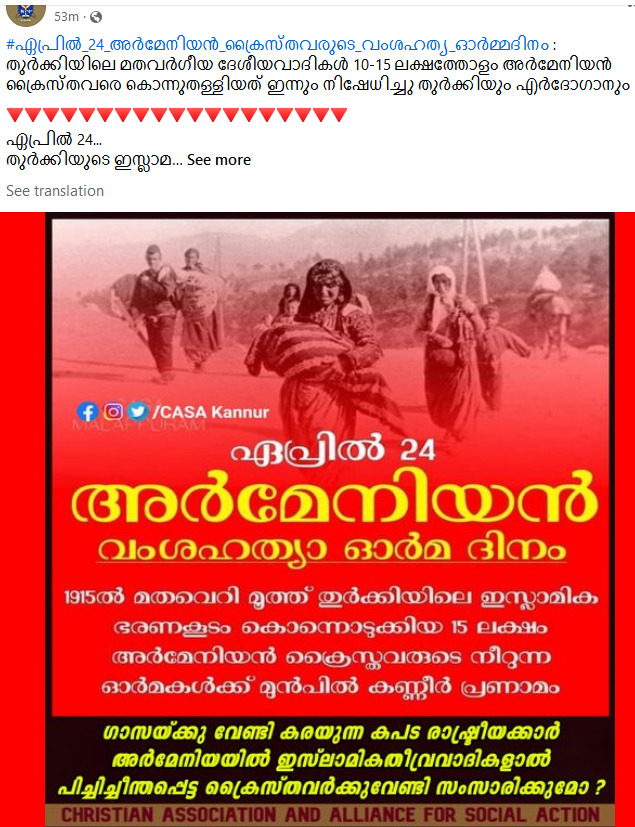 53m ·
#ഏപ്രിൽ_24_അർമേനിയൻ_ക്രൈസ്തവരുടെ_വംശഹത്യ_ഓർമ്മദിനം :
തുർക്കിയിലെ മതവർഗീയ ദേശീയവാദികൾ 10-15 ലക്ഷത്തോളം അർമേനിയൻ
ക്രൈസ്തവരെ കൊന്നുതള്ളിയത് ഇന്നും നിഷേധിച്ചു തുർക്കിയും എർദോഗാനും
🔻🔻🔻🔻🔻🔻🔻🔻🔻🔻🔻🔻🔻🔻🔻🔻🔻🔻🔻
ഏപ്രിൽ 24...
തുർക്കിയുടെ ഇസ്ലാമ... See more
See translation
/CASA Kannur
MALAPPURAM
ഏപ്രിൽ 24
അർമേനിയൻ
വംശഹത്യാ ഓർമ ദിനം
1915ൽ മതവെറി മൂത്ത് തുർക്കിയിലെ ഇസ്ലാമിക
ഭരണകൂടം കൊന്നൊടുക്കിയ 15 ലക്ഷം
അർമേനിയൻ ക്രൈസ്തവരുടെ നീറുന്ന
ഓർമകൾക്ക് മുൻപിൽ കണ്ണീർ പ്രണാമം
ഗാസയ്ക്കു വേണ്ടി കരയുന്ന കപട രാഷ്ട്രീയക്കാർ
അർമേനിയയിൽ ഇസ്ലാമികതീവ്രവാദികളാൽ
പിച്ചിച്ചീന്തപ്പെട്ട ക്രൈസ്തവർക്കുവേണ്ടി സംസാരിക്കുമോ ?
CHRISTIAN ASSOCIATION AND ALLIANCE FOR SOCIAL ACTION